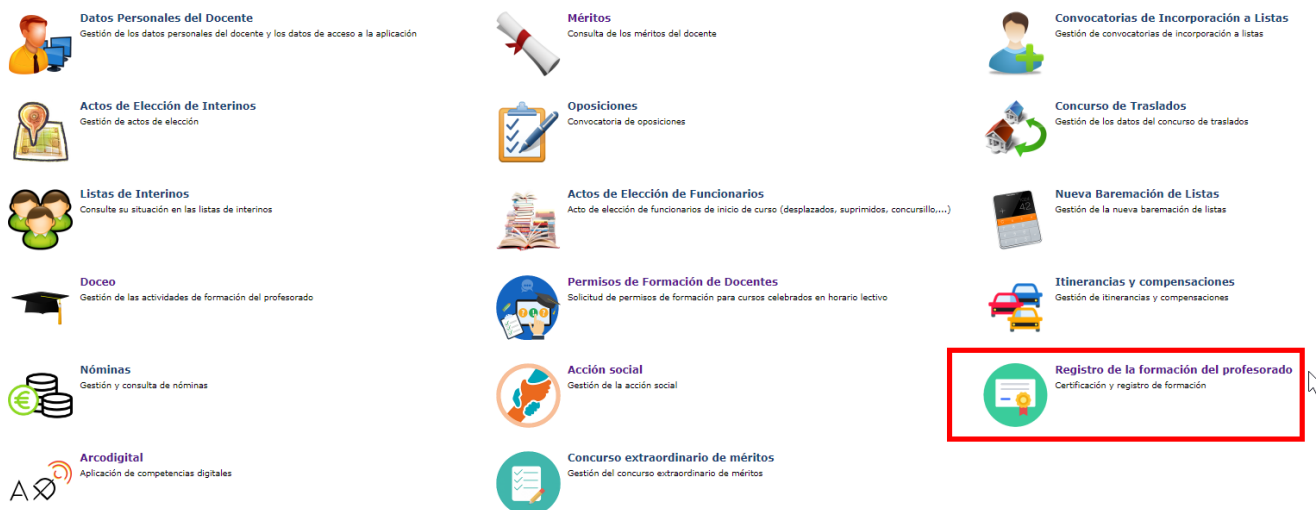 Datos Personales del Docente
Gestión de los datos personales del docente y los datos de acceso a la aplicación
Méritos
Consulta de los méritos del docente
Convocatorias de Incorporación a Listas
Gestión de convocatorias de incorporación a listas
Actos de Elección de Interinos
Gestión de actos de elección
Oposiciones
Convocatoria de oposiciones
Concurso de Traslados
Gestión de los datos del concurso de traslados
Listas de Interinos
Consulte su situación en las listas de interinos
Actos de Elección de Funcionarios
Acto de elección de funcionarios de inicio de curso (desplazados, suprimidos, concursillo,...)
Nueva Baremación de Listas
Gestión de la nueva baremación de listas
42
Doceo
Gestión de las actividades de formación del profesorado
Permisos de Formación de Docentes
Solicitud de permisos de formación para cursos celebrados en horario lectivo
Itinerancias y compensaciones
Gestión de itinerancias y compensaciones
Nóminas
Gestión y consulta de nóminas
€
Acción social
Gestión de la acción social
Registro de la formación del profesorado
Certificación y registro de formación
Arcodigital
Aplicación de competencias digitales
Concurso extraordinario de méritos
Gestión del concurso extraordinario de méritos